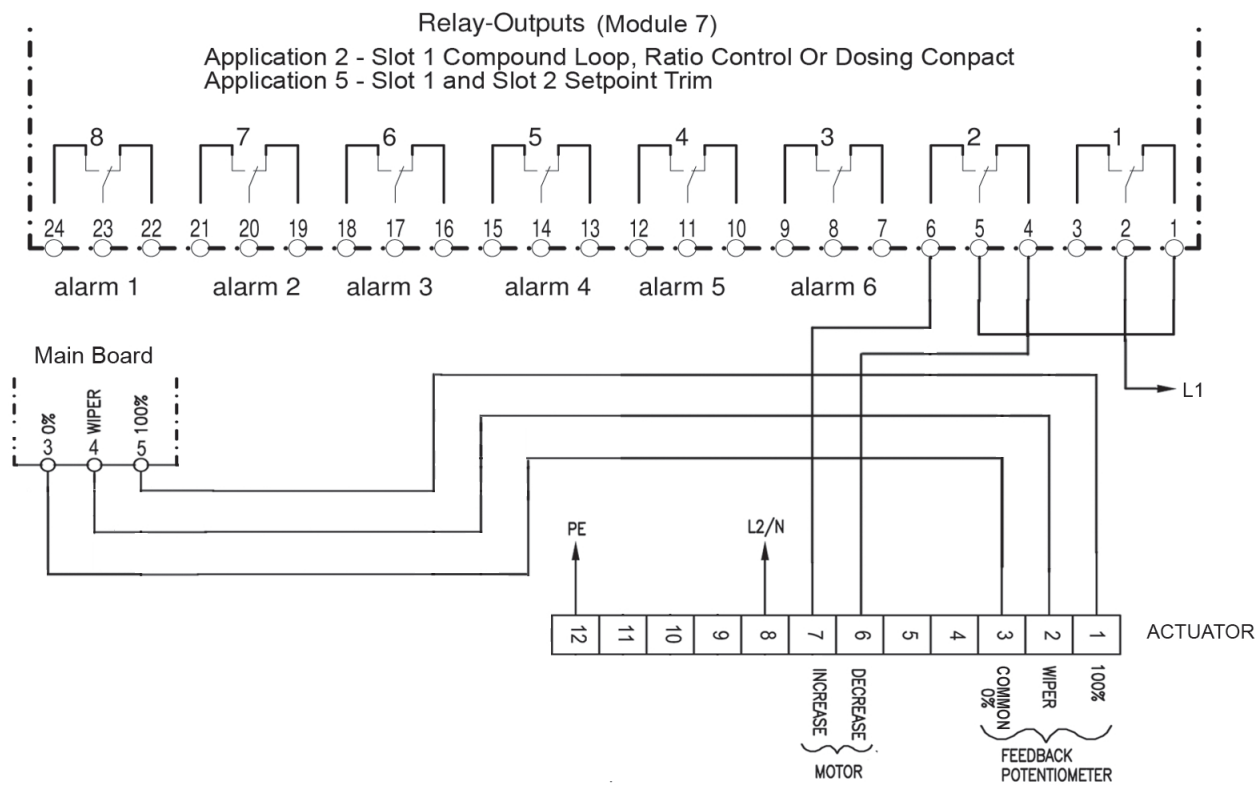 Relay-Outputs (Module 7)
Application 2 - Slot 1 Compound Loop, Ratio Control Or Dosing Conpact
Application 5 - Slot 1 and Slot 2 Setpoint Trim
8 7 6 5 4 3 2 1
24 23 22 21 20 19 18 17 16 15 14 13 12 11 10 9 8 7 6 5 4 3 2 1
alarm 1 alarm 2 alarm 3 alarm 4 alarm 5 alarm 6
Main Board
0% WIPER 100%
3 4 5
L1
PE L2/N
12 11 10 9 8 7 6 5 4 3 2 1 ACTUATOR
INCREASE
DECREASE
COMMON
0%
WIPER
100%
MOTOR
FEEDBACK
POTENTIOMETER